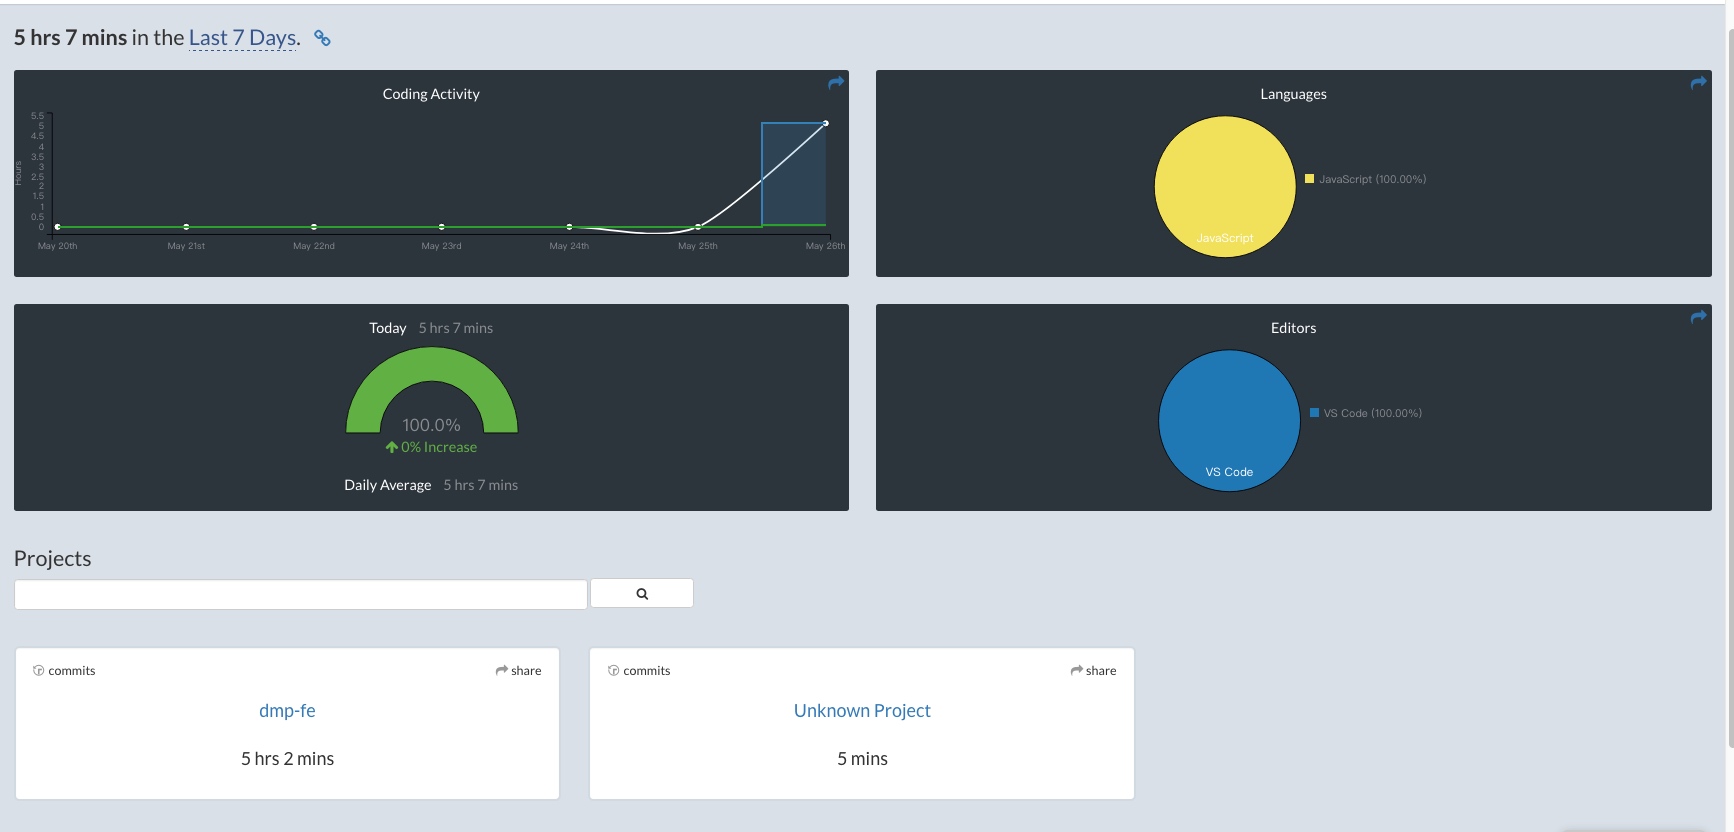 5 hrs 7 mins in the Last 7 Days.
Coding Activity
Hours
5.5
5
4.5
4
3.5
3
2.5
2
1.5
1
0.5
0
May 20th May 21st May 22nd May 23rd May 24th May 25th May 26th
Languages
JavaScript (100.00%)
JavaScript
Today 5 hrs 7 mins
100.0%
0% Increase
Daily Average 5 hrs 7 mins
Editors
VS Code (100.00%)
VS Code
Projects
commits share
dmp-fe
5 hrs 2 mins
commits share
Unknown Project
5 mins